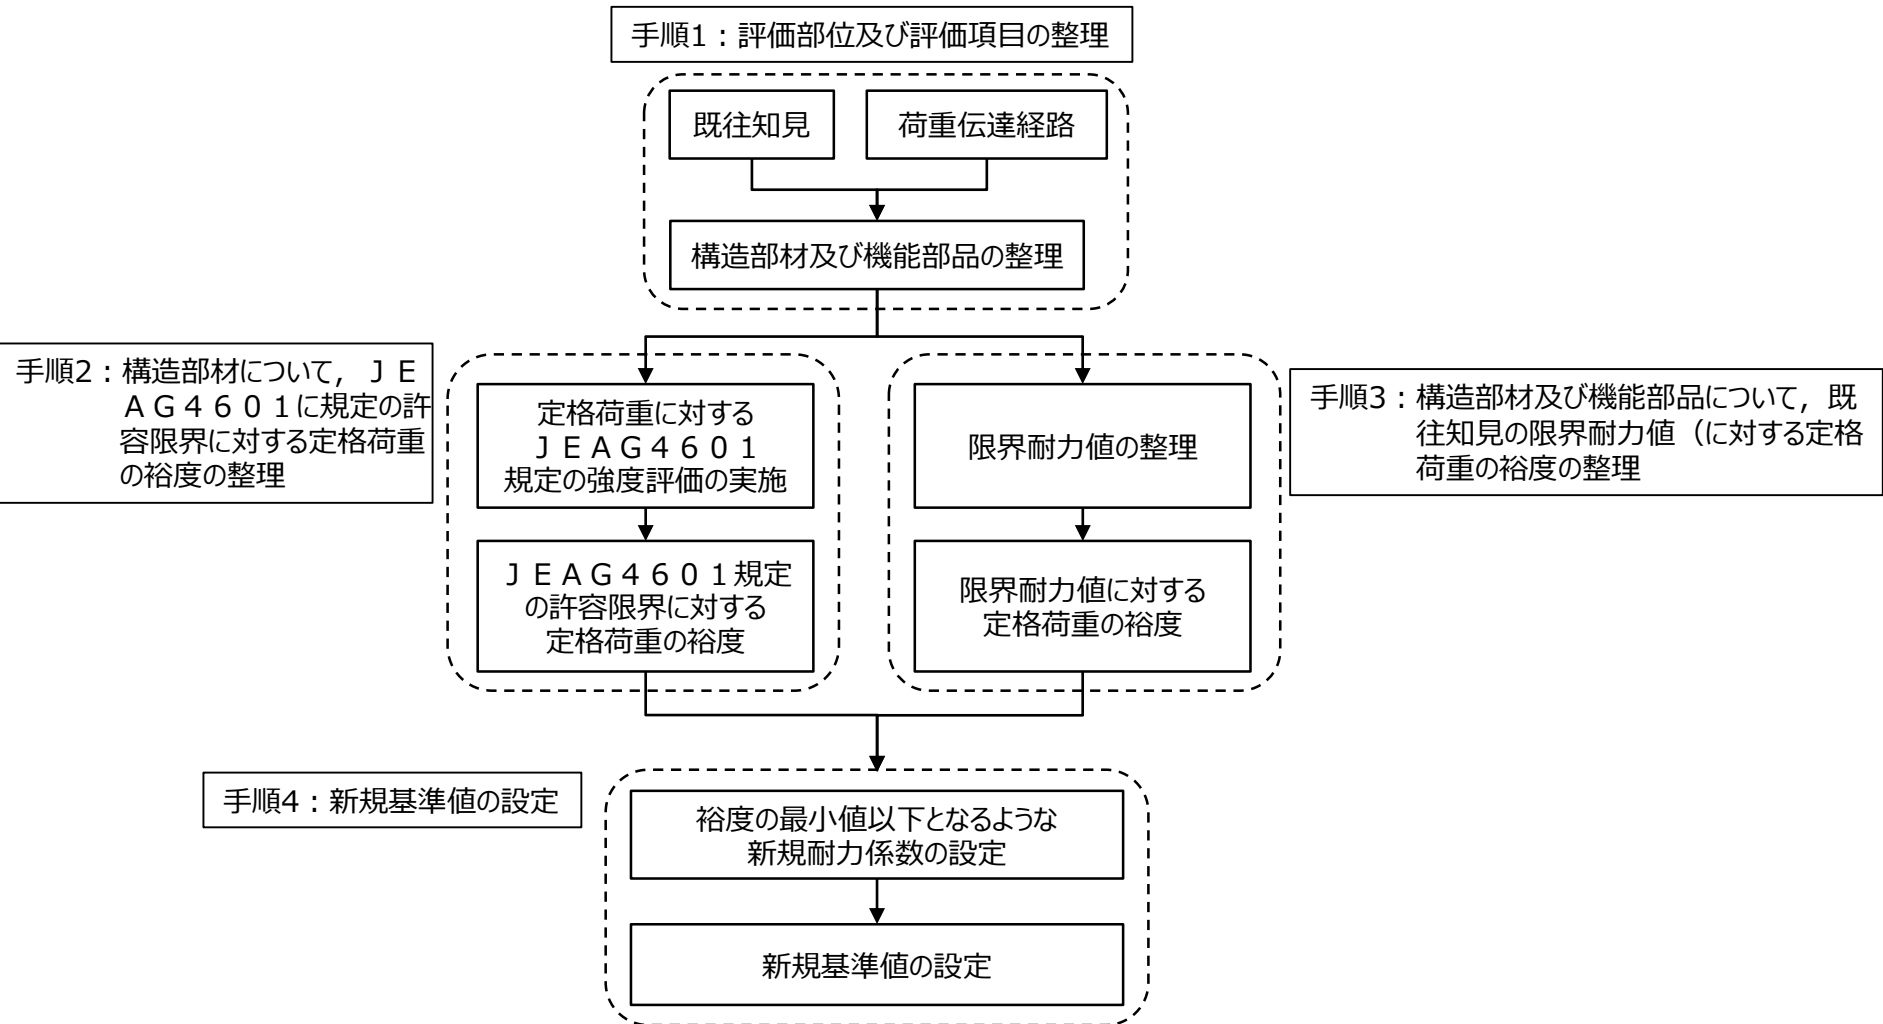 手順1：評価部位及び評価項目の整理
既往知見
荷重伝達経路
構造部材及び機能部品の整理
手順2：構造部材について，ＪＥ
ＡＧ４６０１に規定の許
容限界に対する定格荷重
の裕度の整理
定格荷重に対する
ＪＥＡＧ４６０１
規定の強度評価の実施
ＪＥＡＧ４６０１規定
の許容限界に対する
定格荷重の裕度
限界耐力値の整理
限界耐力値に対する
定格荷重の裕度
手順3：構造部材及び機能部品について，既
往知見の限界耐力値（に対する定格
荷重の裕度の整理
手順4：新規基準値の設定
裕度の最小値以下となるような
新規耐力係数の設定
新規基準値の設定